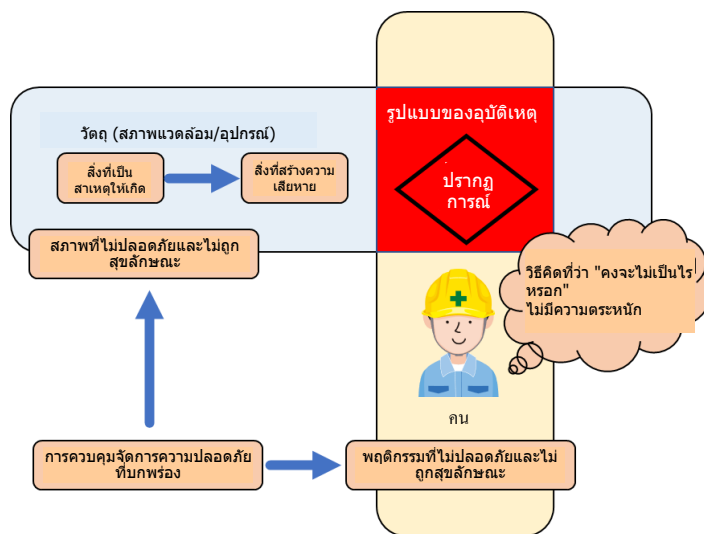 รูปแบบของอุบัติเหตุ
วัตถุ (สภาพแวดล้อม/อุปกรณ์)
สิ่งที่เป็น
สาเหตุให้เกิด
สิ่งที่สร้างความ
เสียหาย
ปรากฏ
การณ์
สภาพที่ไม่ปลอดภัยและไม่ถูก
สุขลักษณะ
วิธีคิดที่ว่า "คงจะไม่เป็นไร
หรอก"
ไม่มีความตระหนัก
คน
การควบคุมจัดการความปลอดภัย
ที่บกพร่อง
พฤติกรรมที่ไม่ปลอดภัยและไม่
ถูกสุขลักษณะ